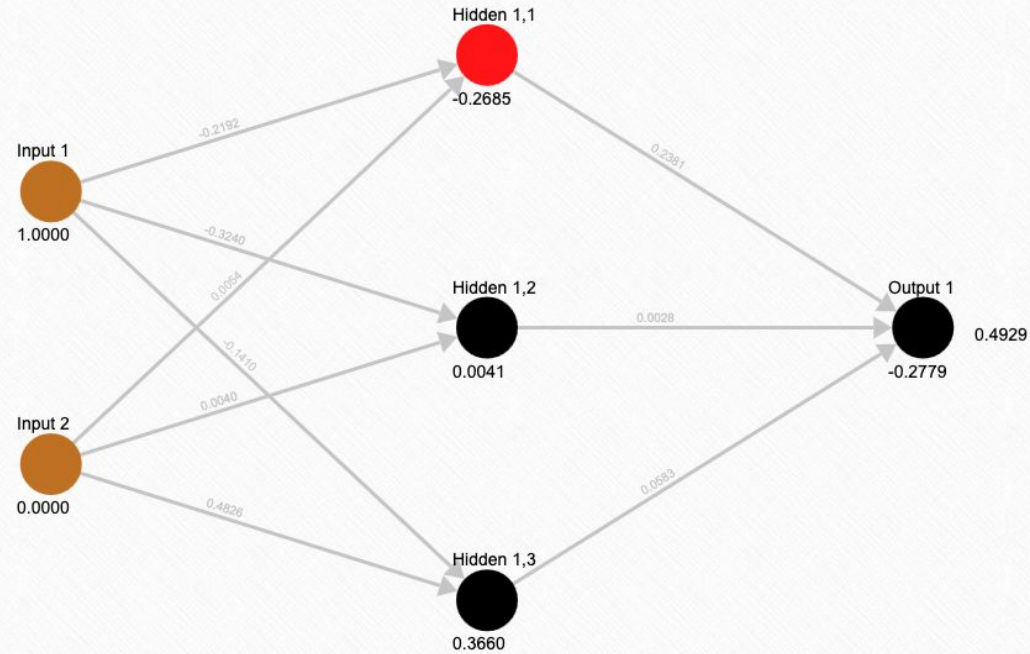 Hidden 1,1
-0.2685
-0.2192
0.2381
Input 1
1.0000
-0.3240
0.0054
Hidden 1,2
0.0041
0.0028
Output 1
-0.2779
0.4929
-0.1410
0.0040
Input 2
0.0000
0.4826
0.0583
Hidden 1,3
0.3660